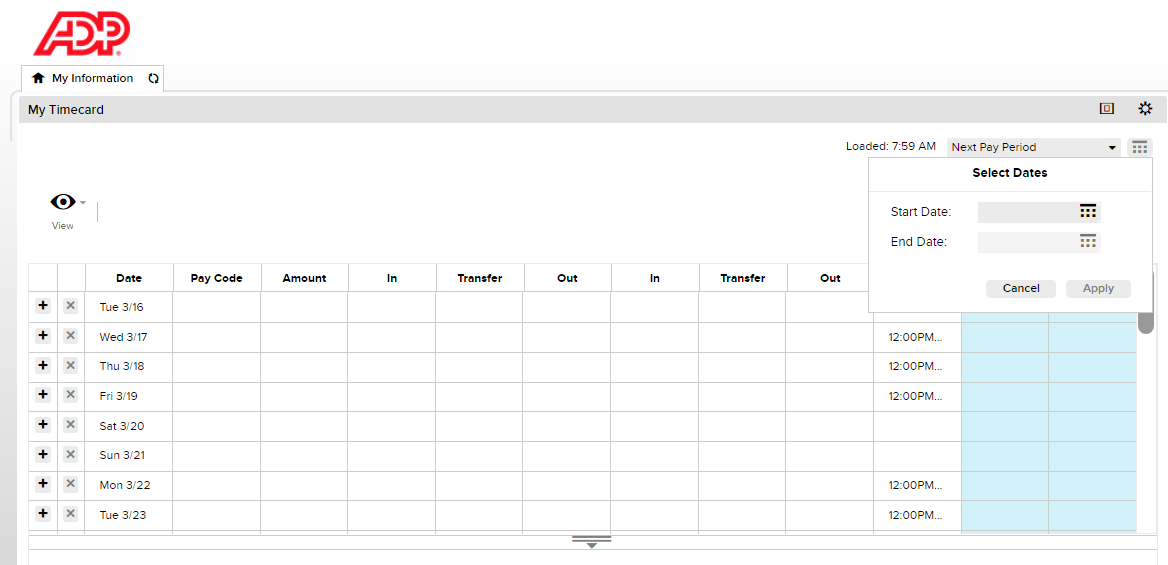 ADP
My Information
My Timecard
Loaded: 7:59 AM Next Pay Period
Select Dates
Start Date:
End Date:
Cancel Apply
View
Date Pay Code Amount In Transfer Out In Transfer Out
+ × Tue 3/16
+ × Wed 3/17 12:00PM...
+ × Thu 3/18 12:00PM...
+ × Fri 3/19 12:00PM...
+ × Sat 3/20
+ × Sun 3/21
+ × Mon 3/22 12:00PM...
+ × Tue 3/23 12:00PM...